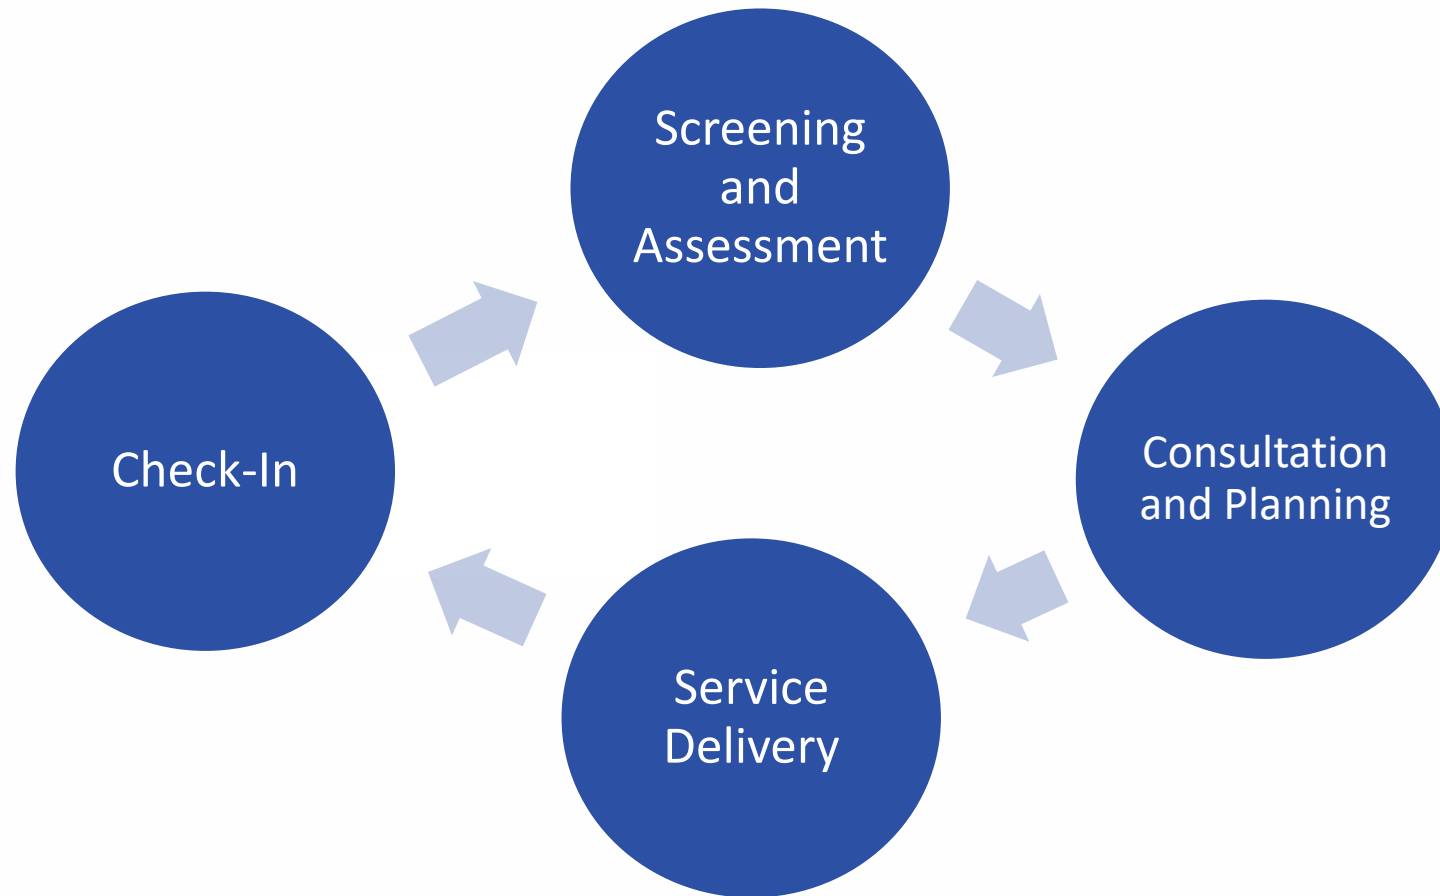 Screening
and
Assessment
Consultation
and Planning
Service
Delivery
Check-In